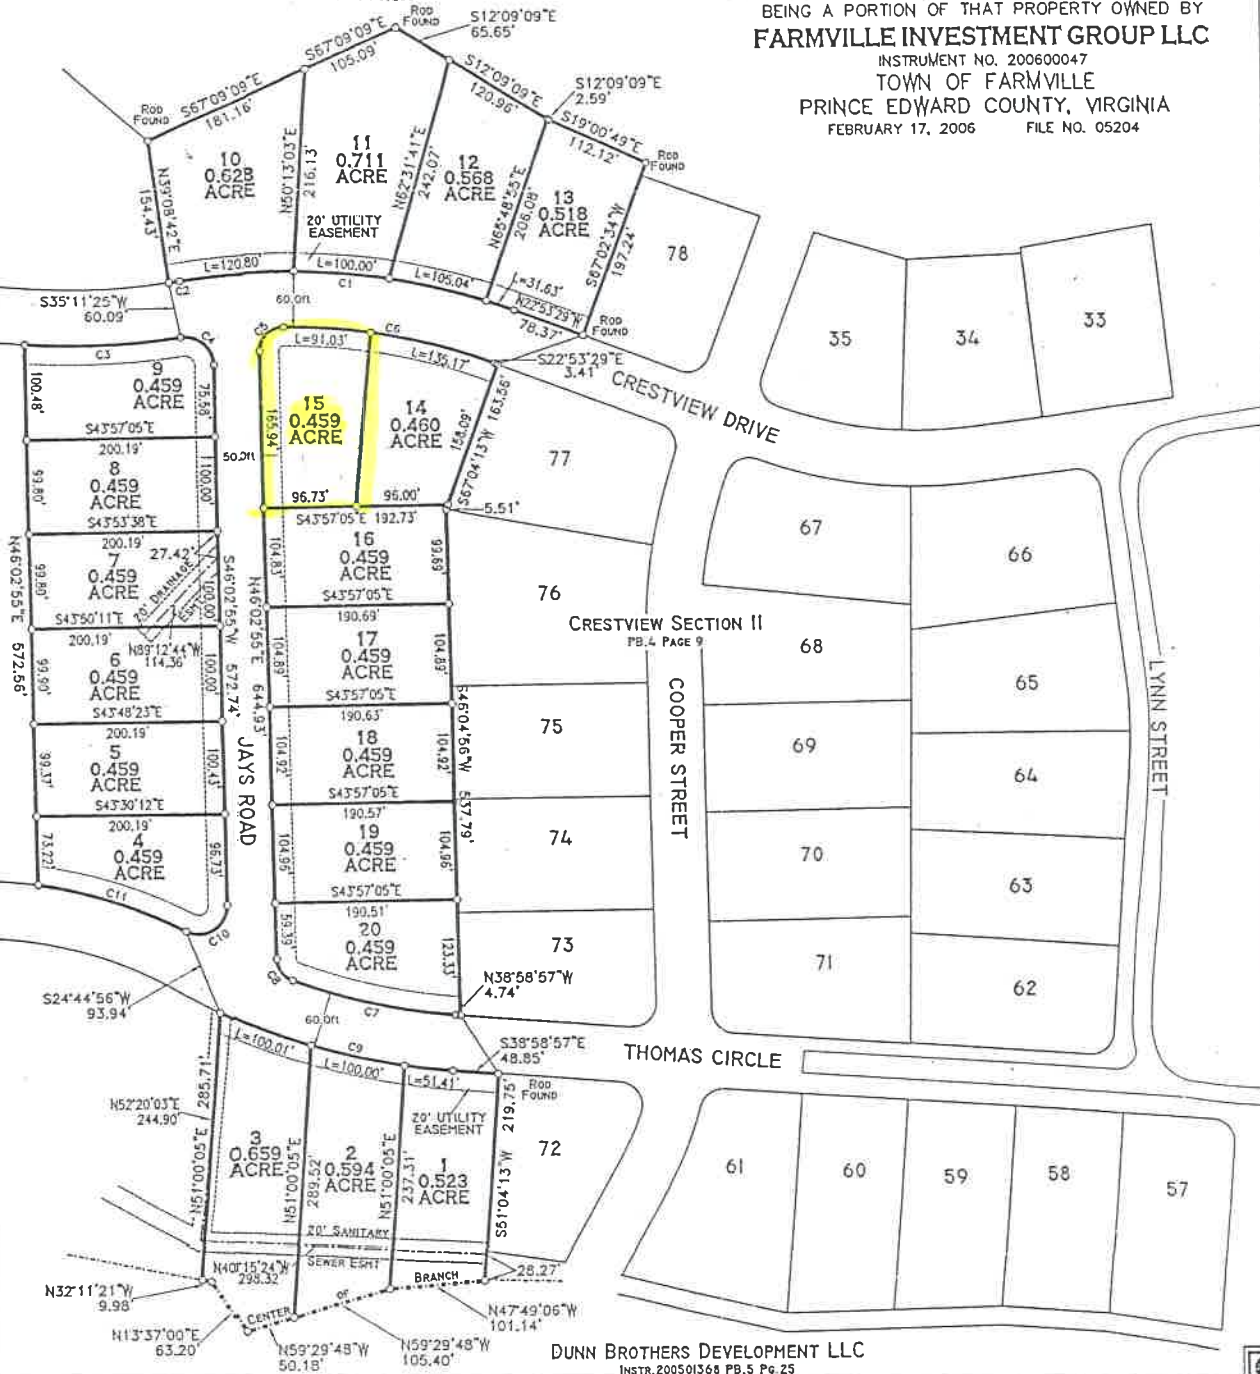 BEING A PORTION OF THAT PROPERTY OWNED BY
FARMVILLE INVESTMENT GROUP LLC
INSTRUMENT NO. 200600047
TOWN OF FARMVILLE
PRINCE EDWARD COUNTY, VIRGINIA
FEBRUARY 17, 2006 FILE NO. 05204
ROD FOUND
S12°09'09"E
65.65'
S67°09'09"E
105.09'
S67°09'09"E
181.16'
ROD FOUND
S12°09'09"E
120.96'
S12°09'09"E
2.59'
S19°00'49"E
112.12'
ROD FOUND
N39°08'42"E
154.43'
10
0.628
ACRE
N50°13'03"E
216.13'
11
0.711
ACRE
N62°31'41"E
242.07'
12
0.568
ACRE
N65°48'55"E
206.08'
13
0.518
ACRE
S67°02'34"W
197.24'
78
20' UTILITY
EASEMENT
L=120.80'
L=100.00'
C1
L=105.04'
L=31.63'
N22°53'29"W
78.37'
ROD FOUND
C2
S35°11'25"W
60.09'
60.0ft
C3
C4
C5
L=91.03'
C6
L=135.17'
S22°53'29"E
3.41'
CRESTVIEW DRIVE
35
34
33
100.48'
9
0.459
ACRE
75.58'
S43°57'05"E
200.19'
15
0.459
ACRE
165.94'
50.0ft
96.73'
14
0.460
ACRE
158.09'
S67°04'13"W 163.56'
96.00'
5.51'
S43°57'05"E 192.73'
77
99.80'
8
0.459
ACRE
100.00'
S43°53'38"E
200.19'
27.42'
7
0.459
ACRE
20' DRAINAGE
ESMT
99.80'
100.00'
S43°50'11"E
200.19'
N89°12'44"W
114.36'
N46°02'55"E 572.56'
S46°02'55"W 572.74'
6
0.459
ACRE
99.90'
100.00'
S43°48'23"E
200.19'
5
0.459
ACRE
99.37'
100.43'
S43°30'12"E
200.19'
4
0.459
ACRE
73.22'
96.73'
C11
C10
JAYS ROAD
N46°02'55"E 644.93'
104.83'
16
0.459
ACRE
99.69'
S43°57'05"E
190.69'
104.89'
17
0.459
ACRE
104.89'
S43°57'05"E
190.63'
104.92'
18
0.459
ACRE
104.92'
S43°57'05"E
190.57'
104.96'
19
0.459
ACRE
104.96'
S43°57'05"E
190.51'
59.39'
20
0.459
ACRE
123.33'
S46°04'56"W 537.79'
C8
C7
N38°58'57"W
4.74'
76
CRESTVIEW SECTION II
PB.4 PAGE 9
75
74
73
COOPER STREET
67
66
68
65
69
64
70
63
71
62
LYNN STREET
S24°44'56"W
93.94'
60.0ft
L=100.01'
C9
L=100.00'
L=51.41'
S38°58'57"E
48.85'
ROD FOUND
THOMAS CIRCLE
N52°20'03"E
244.90'
N51°00'05"E 285.71'
3
0.659
ACRE
N51°00'05"E
289.52'
2
0.594
ACRE
N51°00'05"E
237.31'
20' UTILITY
EASEMENT
1
0.523
ACRE
S51°04'13"W 219.75'
72
61
60
59
58
57
20' SANITARY
SEWER ESMT
N40°15'24"W
298.32'
28.27'
N32°11'21"W
9.98'
CENTER OF BRANCH
N47°49'06"W
101.14'
N13°37'00"E
63.20'
N59°29'48"W
50.18'
N59°29'48"W
105.40'
DUNN BROTHERS DEVELOPMENT LLC
INSTR.200501368 PB.5 PG.25